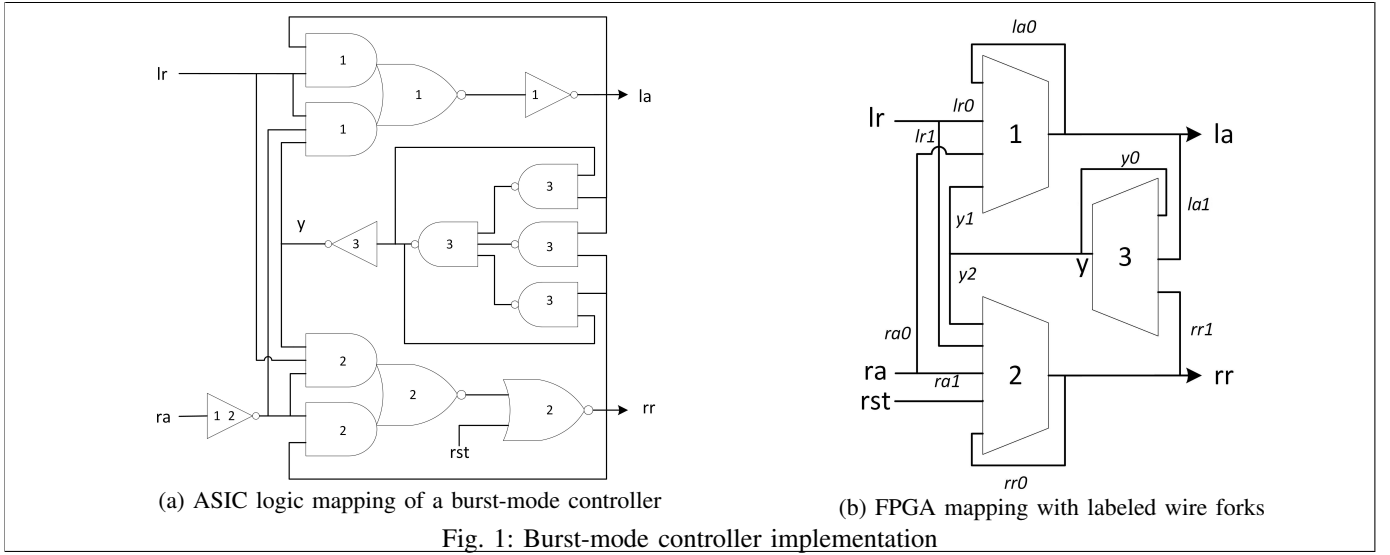 lr
1
1
1
1
la
3
3
3
3
3
y
2
2
2
2
ra
1 2
rst
rr
(a) ASIC logic mapping of a burst-mode controller
la0
lr
lr0
lr1
1
la
y0
la1
y1
y
3
y2
ra0
rr1
ra
ra1
2
rr
rst
rr0
(b) FPGA mapping with labeled wire forks
Fig. 1: Burst-mode controller implementation